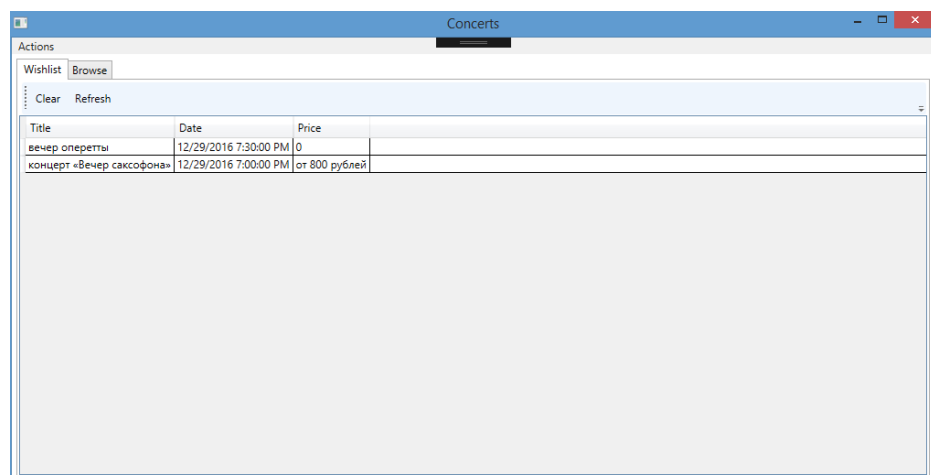 Concerts
Actions
Wishlist Browse
Clear Refresh
Title Date Price
вечер оперетты 12/29/2016 7:30:00 PM 0
концерт «Вечер саксофона» 12/29/2016 7:00:00 PM от 800 рублей